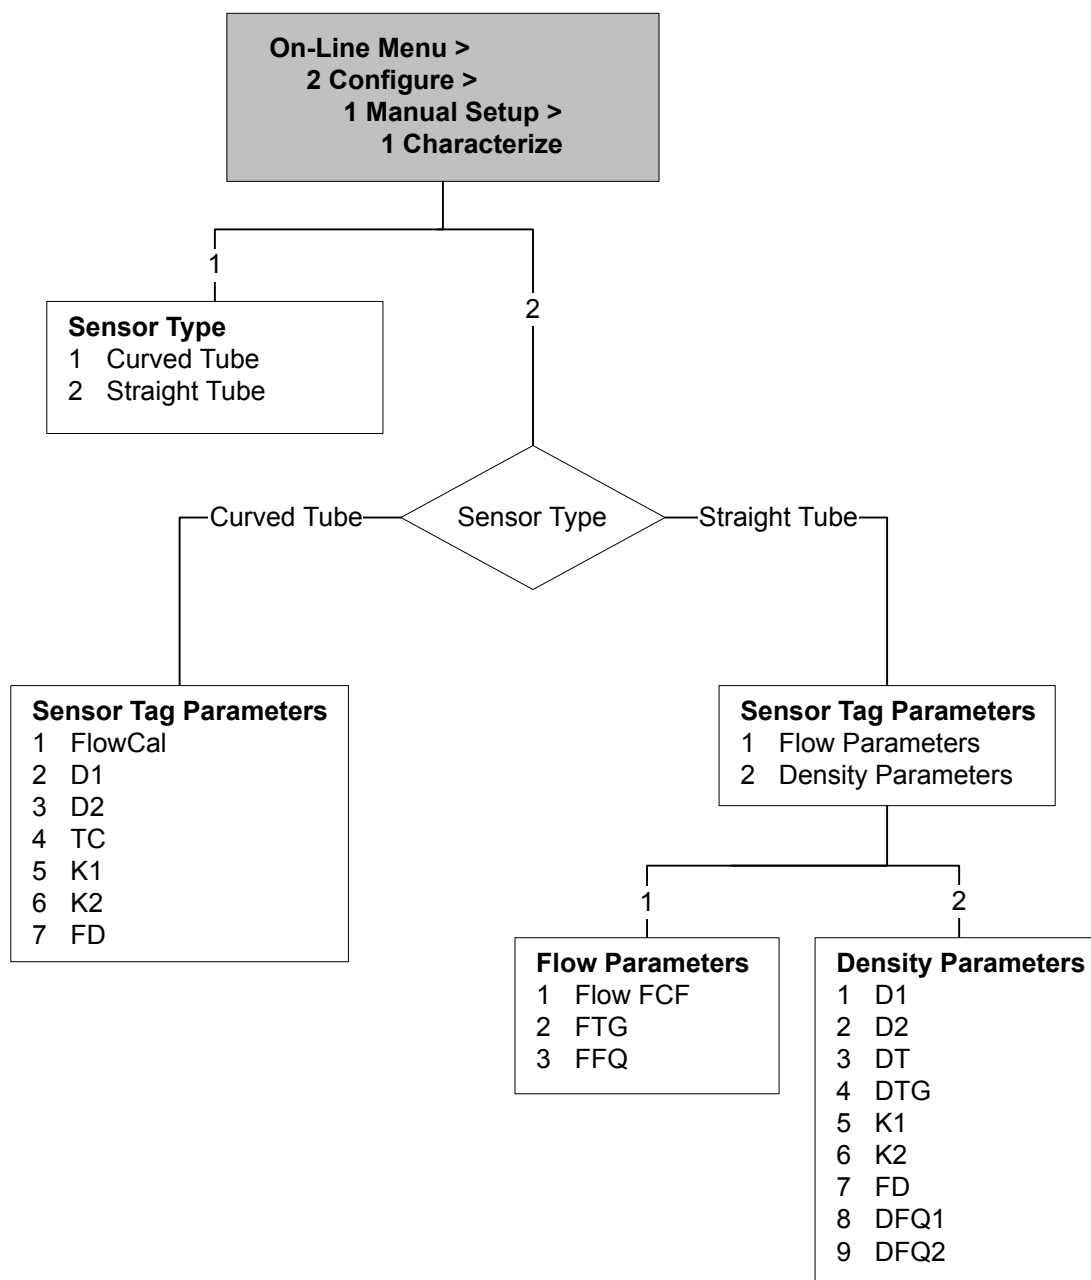 On-Line Menu >
2 Configure >
1 Manual Setup >
1 Characterize
1
2
Sensor Type
1 Curved Tube
2 Straight Tube
Curved Tube
Sensor Type
Straight Tube
Sensor Tag Parameters
1 FlowCal
2 D1
3 D2
4 TC
5 K1
6 K2
7 FD
Sensor Tag Parameters
1 Flow Parameters
2 Density Parameters
1
2
Flow Parameters
1 Flow FCF
2 FTG
3 FFQ
Density Parameters
1 D1
2 D2
3 DT
4 DTG
5 K1
6 K2
7 FD
8 DFQ1
9 DFQ2